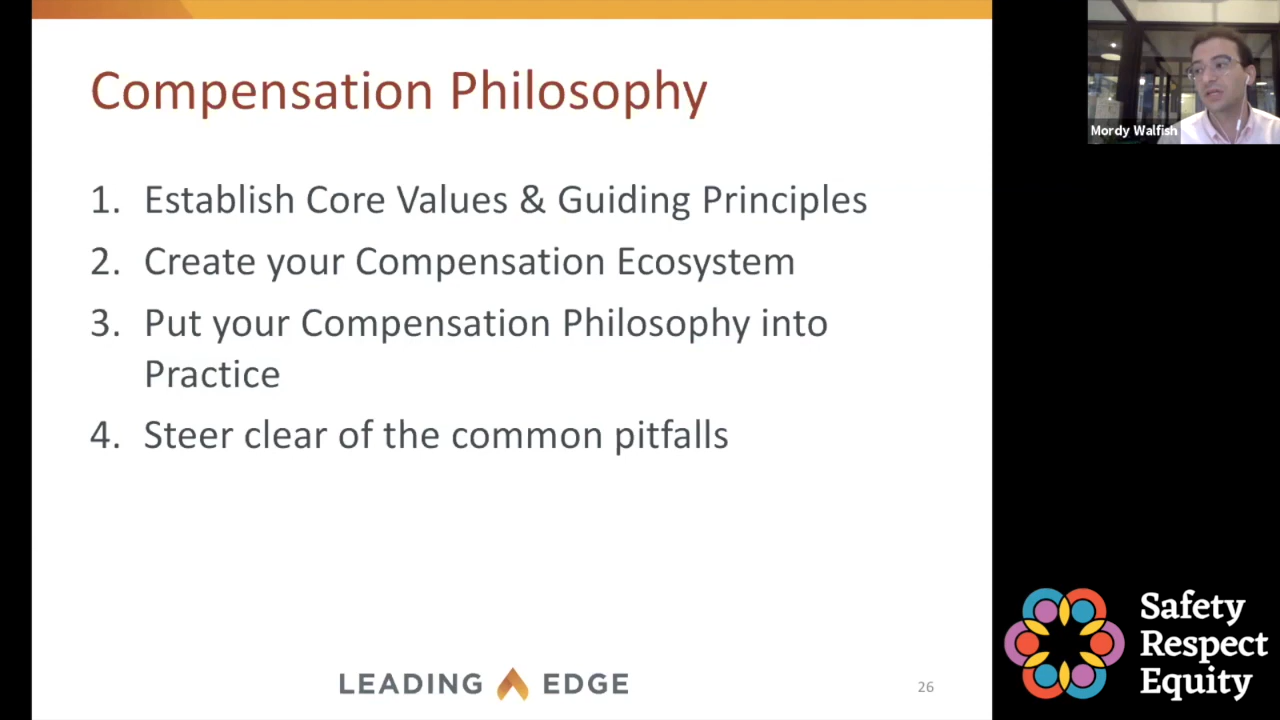 Compensation Philosophy
1. Establish Core Values & Guiding Principles
2. Create your Compensation Ecosystem
3. Put your Compensation Philosophy into
Practice
4. Steer clear of the common pitfalls
LEADING EDGE
26
Mordy Walfish
Safety
Respect
Equity